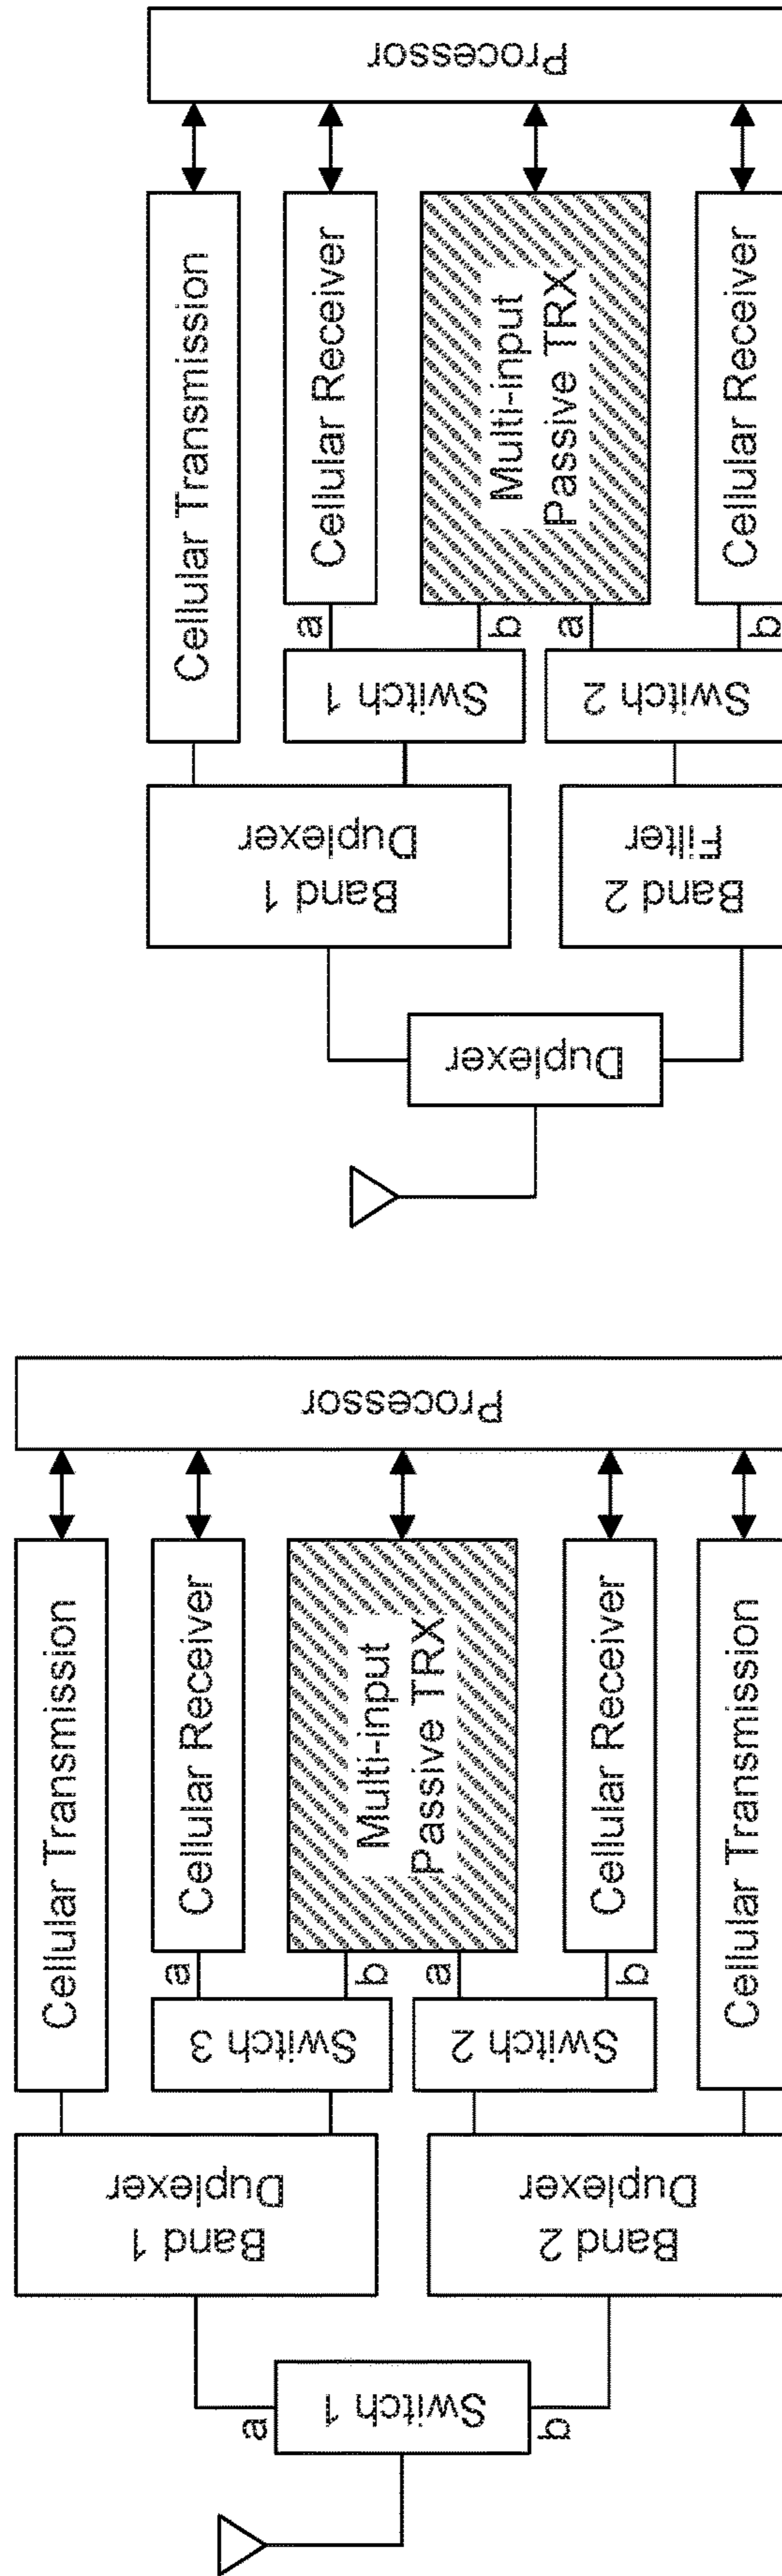 Processor
Cellular Transmission
Cellular Receiver
Multi-input
Passive TRX
Cellular Receiver
a
b
a
b
Switch 1
Switch 2
Band 1
Duplexer
Band 2
Filter
Duplexer
Processor
Cellular Transmission
Cellular Receiver
Multi-input
Passive TRX
Cellular Receiver
Cellular Transmission
a
b
a
b
Switch 3
Switch 2
Band 1
Duplexer
Band 2
Duplexer
a
Switch 1
b